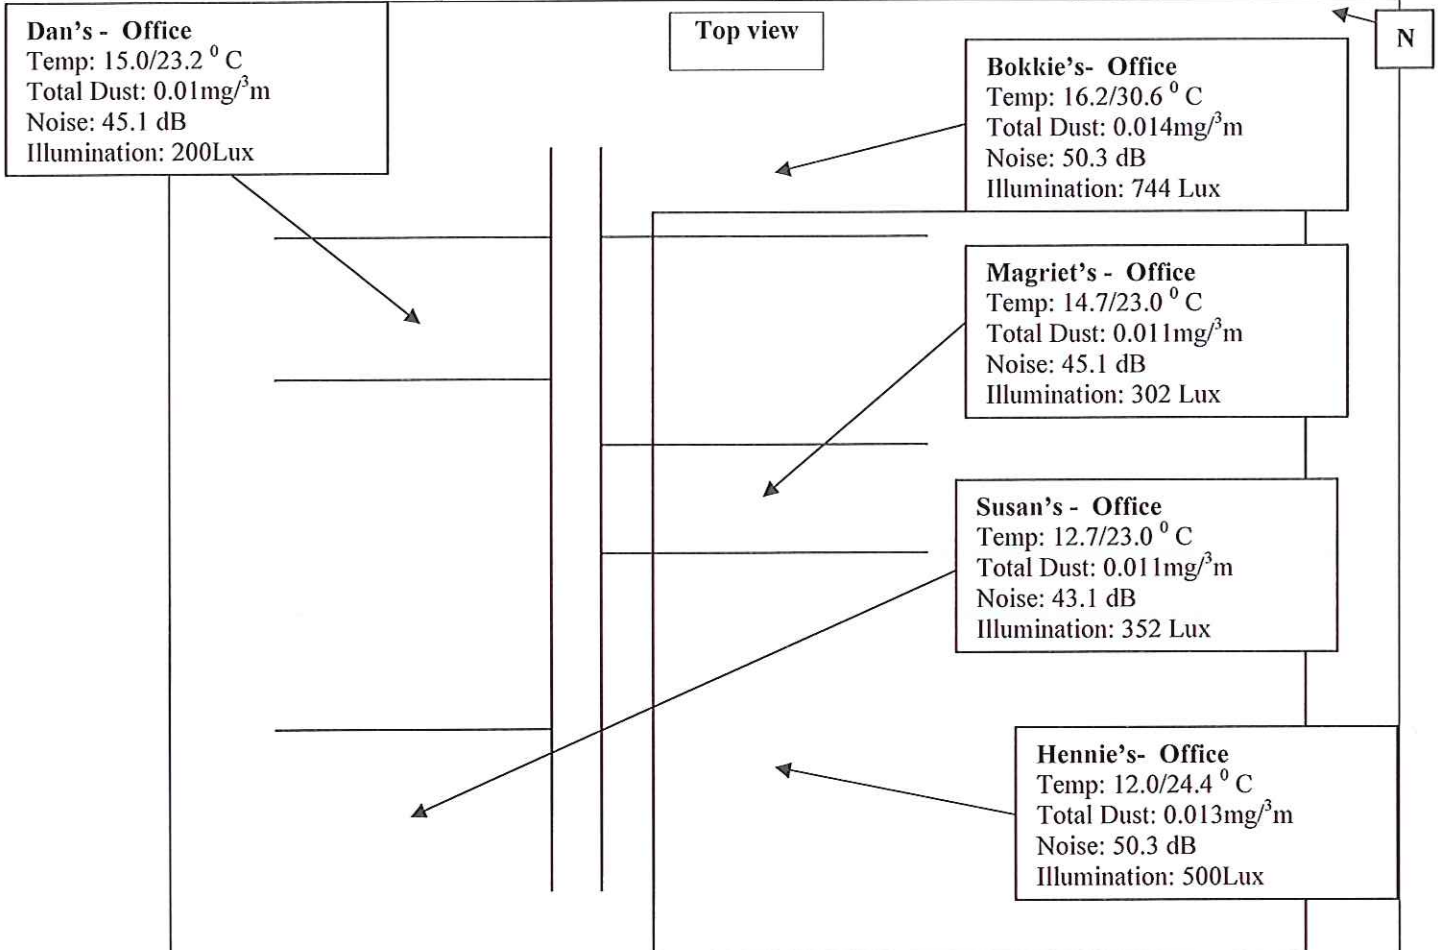 Dan's - Office
Temp: 15.0/23.2 ⁰ C
Total Dust: 0.01mg/³m
Noise: 45.1 dB
Illumination: 200Lux
Top view
N
Bokkie's- Office
Temp: 16.2/30.6 ⁰ C
Total Dust: 0.014mg/³m
Noise: 50.3 dB
Illumination: 744 Lux
Magriet's - Office
Temp: 14.7/23.0 ⁰ C
Total Dust: 0.011mg/³m
Noise: 45.1 dB
Illumination: 302 Lux
Susan's - Office
Temp: 12.7/23.0 ⁰ C
Total Dust: 0.011mg/³m
Noise: 43.1 dB
Illumination: 352 Lux
Hennie's- Office
Temp: 12.0/24.4 ⁰ C
Total Dust: 0.013mg/³m
Noise: 50.3 dB
Illumination: 500Lux